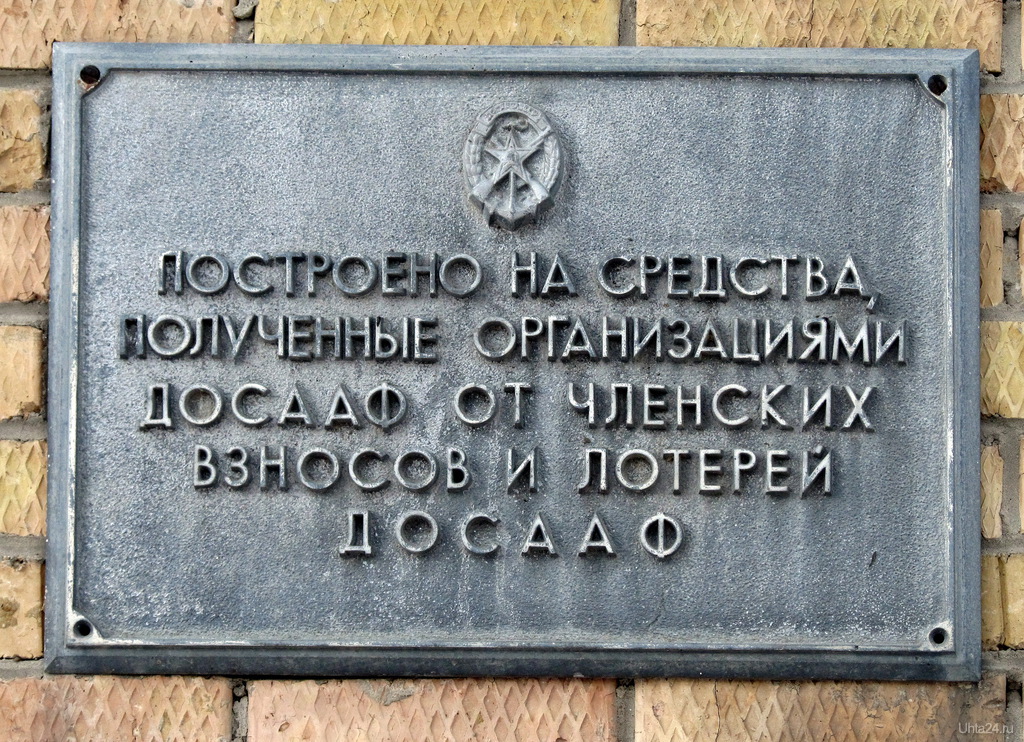 ПОСТРОЕНО НА СРЕДСТВА,
ПОЛУЧЕННЫЕ ОРГАНИЗАЦИЯМИ
ДОСААФ ОТ ЧЛЕНСКИХ
ВЗНОСОВ И ЛОТЕРЕЙ
ДОСААФ
Uhta24.ru